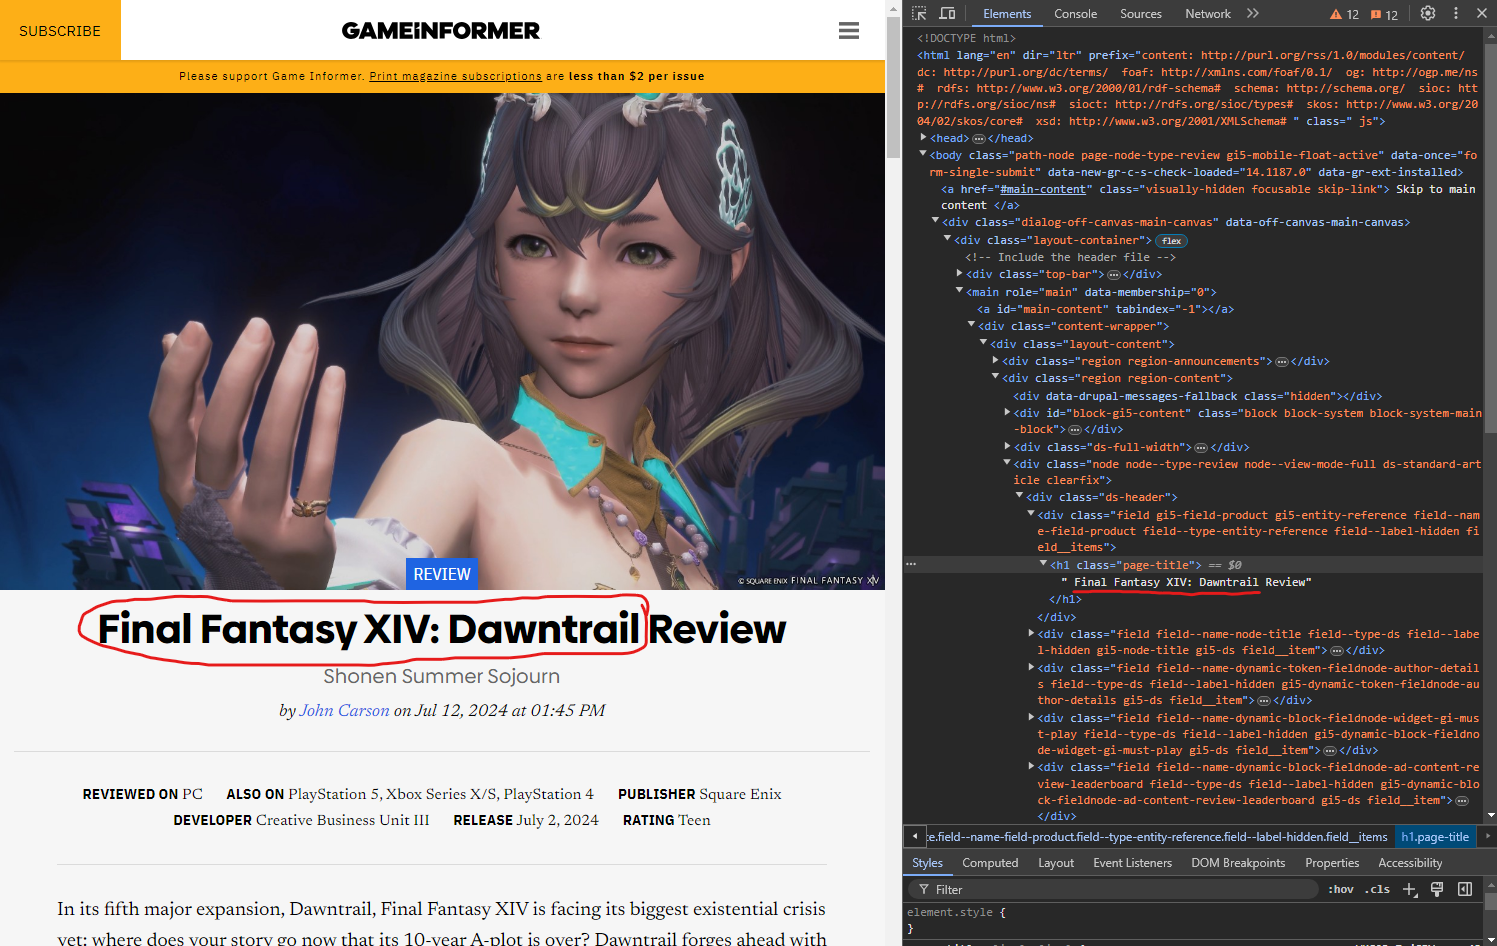 SUBSCRIBE
GAMEINFORMER
Please support Game Informer. Print magazine subscriptions are less than $2 per issue
REVIEW
© SQUARE ENIX FINAL FANTASY XIV
Final Fantasy XIV: Dawntrail Review
Shonen Summer Sojourn
by John Carson on Jul 12, 2024 at 01:45 PM
REVIEWED ON PC ALSO ON PlayStation 5, Xbox Series X/S, PlayStation 4 PUBLISHER Square Enix
DEVELOPER Creative Business Unit III RELEASE July 2, 2024 RATING Teen
In its fifth major expansion, Dawntrail, Final Fantasy XIV is facing its biggest existential crisis
yet: where does your story go now that its 10-year A-plot is over? Dawntrail forges ahead with
Elements Console Sources Network 12 12
<!DOCTYPE html>
<html lang="en" dir="ltr" prefix="content: http://purl.org/rss/1.0/modules/content/
dc: http://purl.org/dc/terms/  foaf: http://xmlns.com/foaf/0.1/  og: http://ogp.me/ns
#  rdfs: http://www.w3.org/2000/01/rdf-schema#  schema: http://schema.org/  sioc: htt
p://rdfs.org/sioc/ns#  sioct: http://rdfs.org/sioc/types#  skos: http://www.w3.org/20
04/02/skos/core#  xsd: http://www.w3.org/2001/XMLSchema# " class=" js">
<head>…</head>
<body class="path-node page-node-type-review gi5-mobile-float-active" data-once="fo
rm-single-submit" data-new-gr-c-s-check-loaded="14.1187.0" data-gr-ext-installed>
<a href="#main-content" class="visually-hidden focusable skip-link"> Skip to main
content </a>
<div class="dialog-off-canvas-main-canvas" data-off-canvas-main-canvas>
<div class="layout-container"> flex
<!-- Include the header file -->
<div class="top-bar">…</div>
<main role="main" data-membership="0">
<a id="main-content" tabindex="-1"></a>
<div class="content-wrapper">
<div class="layout-content">
<div class="region region-announcements">…</div>
<div class="region region-content">
<div data-drupal-messages-fallback class="hidden"></div>
<div id="block-gi5-content" class="block block-system block-system-main
-block">…</div>
<div class="ds-full-width">…</div>
<div class="node node--type-review node--view-mode-full ds-standard-art
icle clearfix">
<div class="ds-header">
<div class="field gi5-field-product gi5-entity-reference field--nam
e-field-product field--type-entity-reference field--label-hidden fi
eld__items">
… <h1 class="page-title"> == $0
" Final Fantasy XIV: Dawntrail Review"
</h1>
</div>
<div class="field field--name-node-title field--type-ds field--labe
l-hidden gi5-node-title gi5-ds field__item">…</div>
<div class="field field--name-dynamic-token-fieldnode-author-detail
s field--type-ds field--label-hidden gi5-dynamic-token-fieldnode-au
thor-details gi5-ds field__item">…</div>
<div class="field field--name-dynamic-block-fieldnode-widget-gi-mus
t-play field--type-ds field--label-hidden gi5-dynamic-block-fieldno
de-widget-gi-must-play gi5-ds field__item">…</div>
<div class="field field--name-dynamic-block-fieldnode-ad-content-re
view-leaderboard field--type-ds field--label-hidden gi5-dynamic-blo
ck-fieldnode-ad-content-review-leaderboard gi5-ds field__item">…
</div>
ce.field--name-field-product.field--type-entity-reference.field--label-hidden.field__items h1.page-title
Styles Computed Layout Event Listeners DOM Breakpoints Properties Accessibility
Filter :hov .cls
element.style {
}